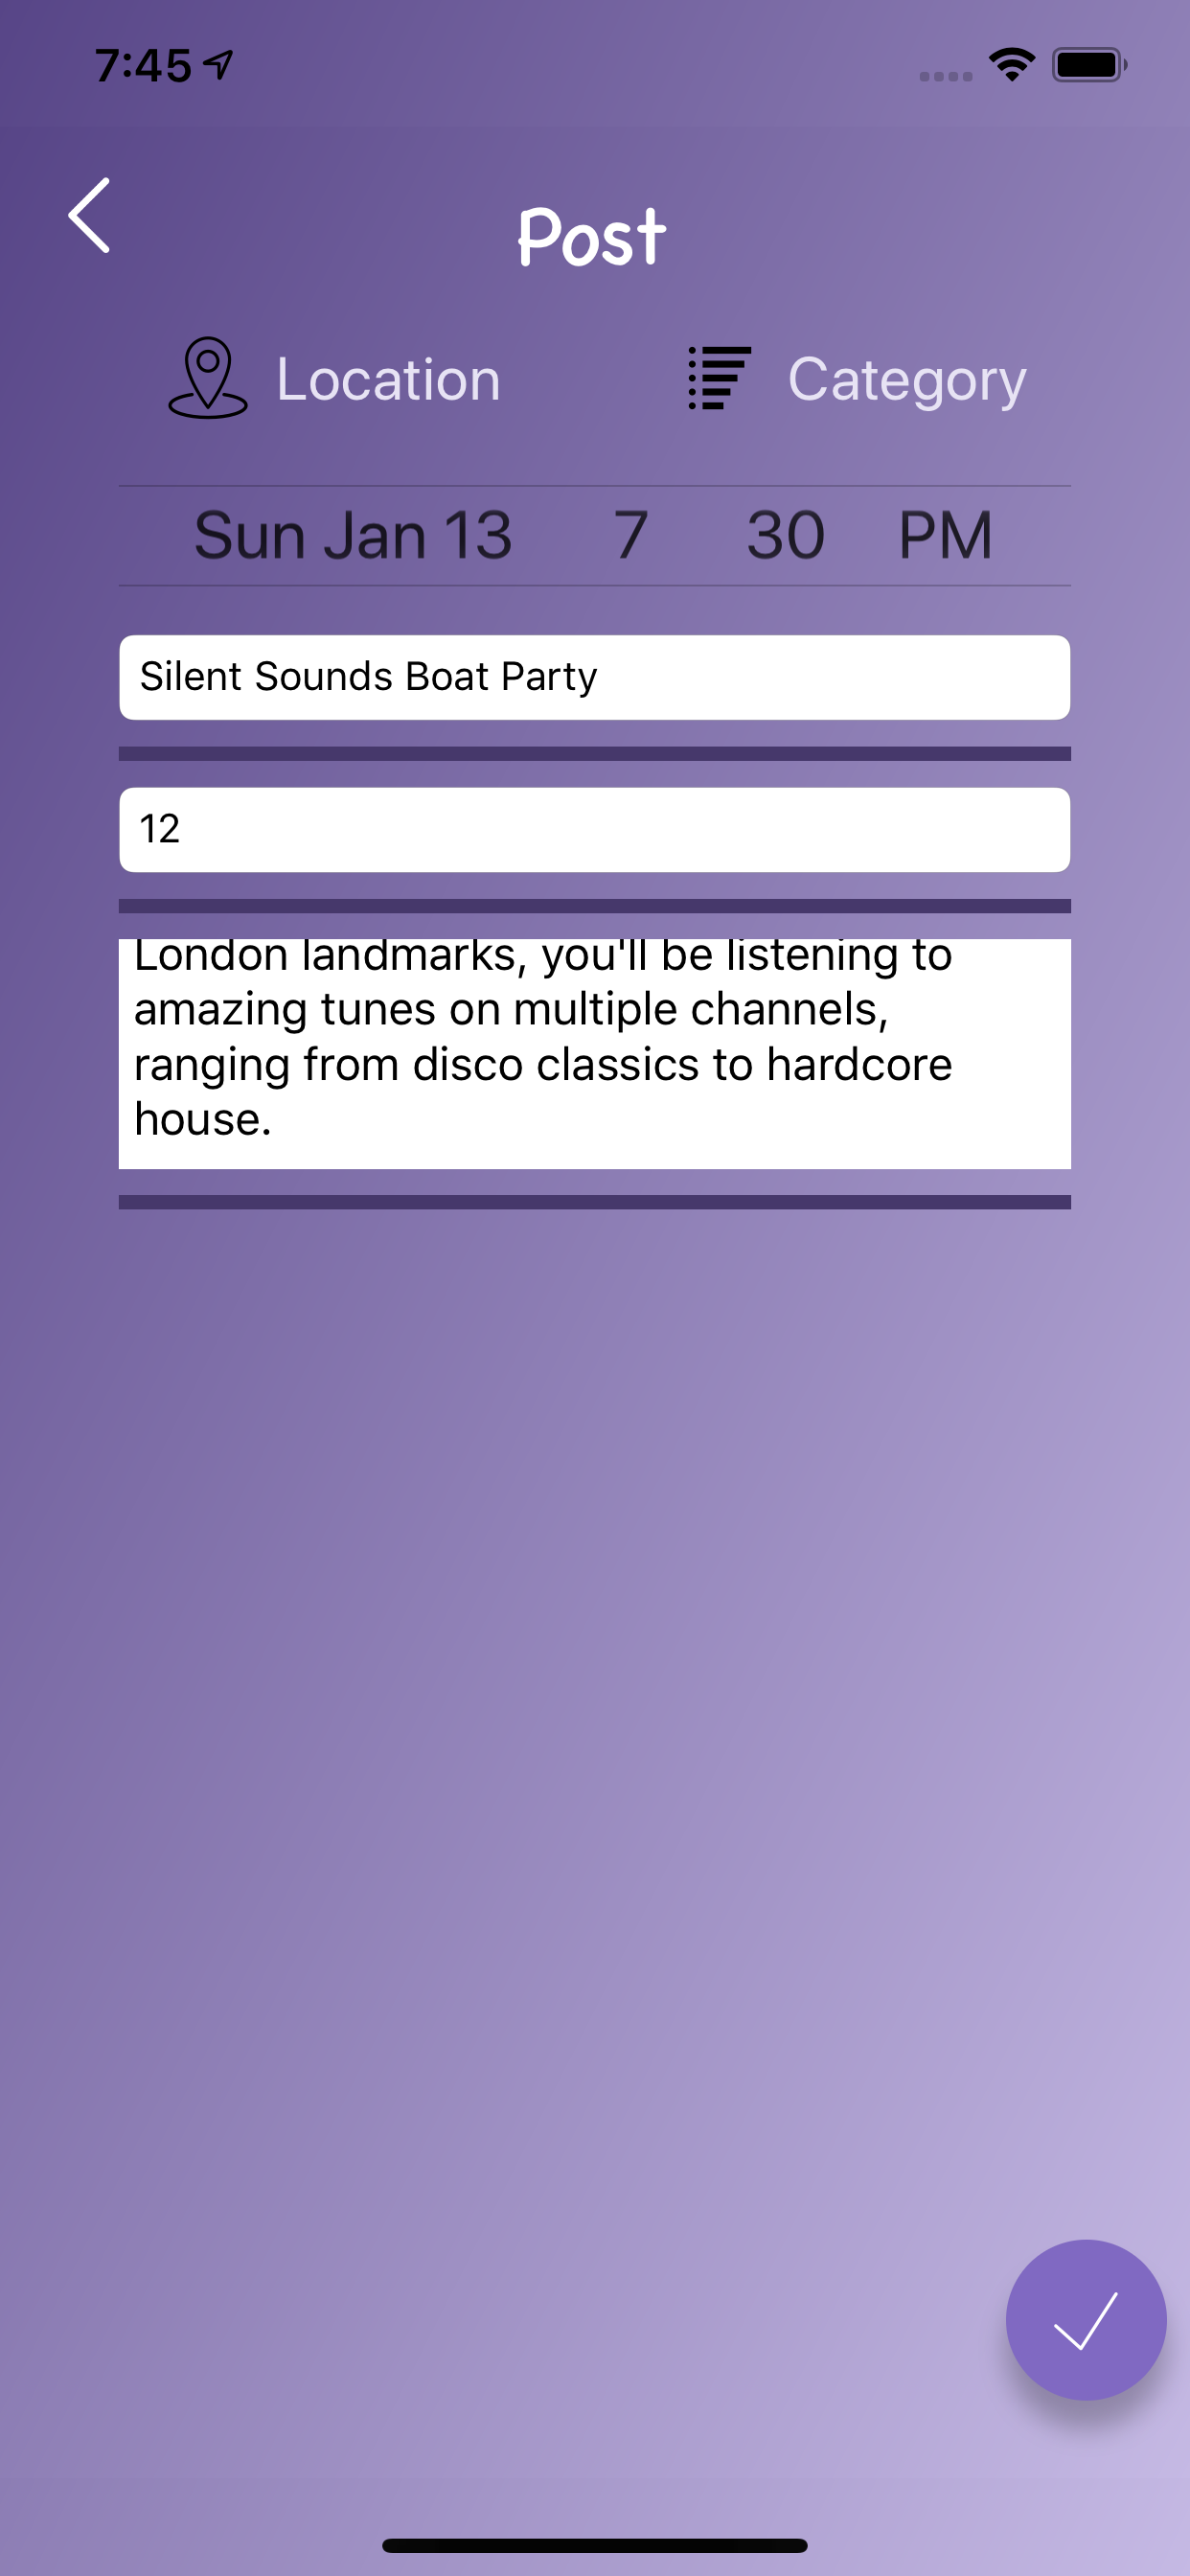 7:45
Post
Location Category
Sun Jan 13 7 30 PM
Silent Sounds Boat Party
12
London landmarks, you'll be listening to
amazing tunes on multiple channels,
ranging from disco classics to hardcore
house.